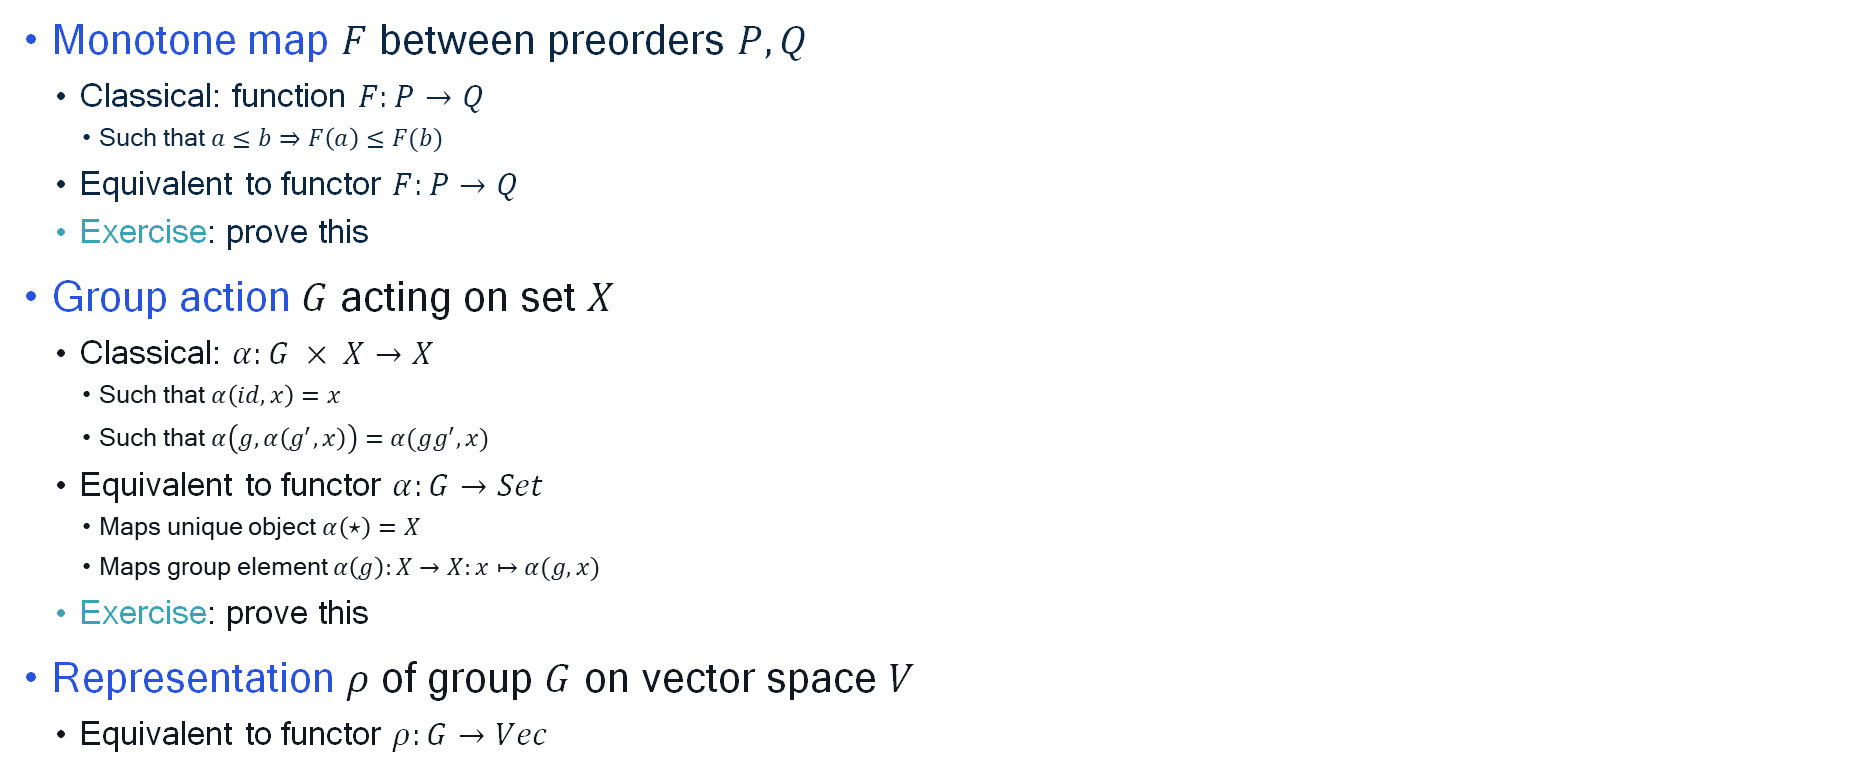 • Monotone map F between preorders P, Q
• Classical: function F: P → Q
• Such that a ≤ b ⇒ F(a) ≤ F(b)
• Equivalent to functor F: P → Q
• Exercise: prove this
• Group action G acting on set X
• Classical: α: G × X → X
• Such that α(id, x) = x
• Such that α(g, α(g′, x)) = α(gg′, x)
• Equivalent to functor α: G → Set
• Maps unique object α(⋆) = X
• Maps group element α(g): X → X: x ↦ α(g, x)
• Exercise: prove this
• Representation ρ of group G on vector space V
• Equivalent to functor ρ: G → Vec